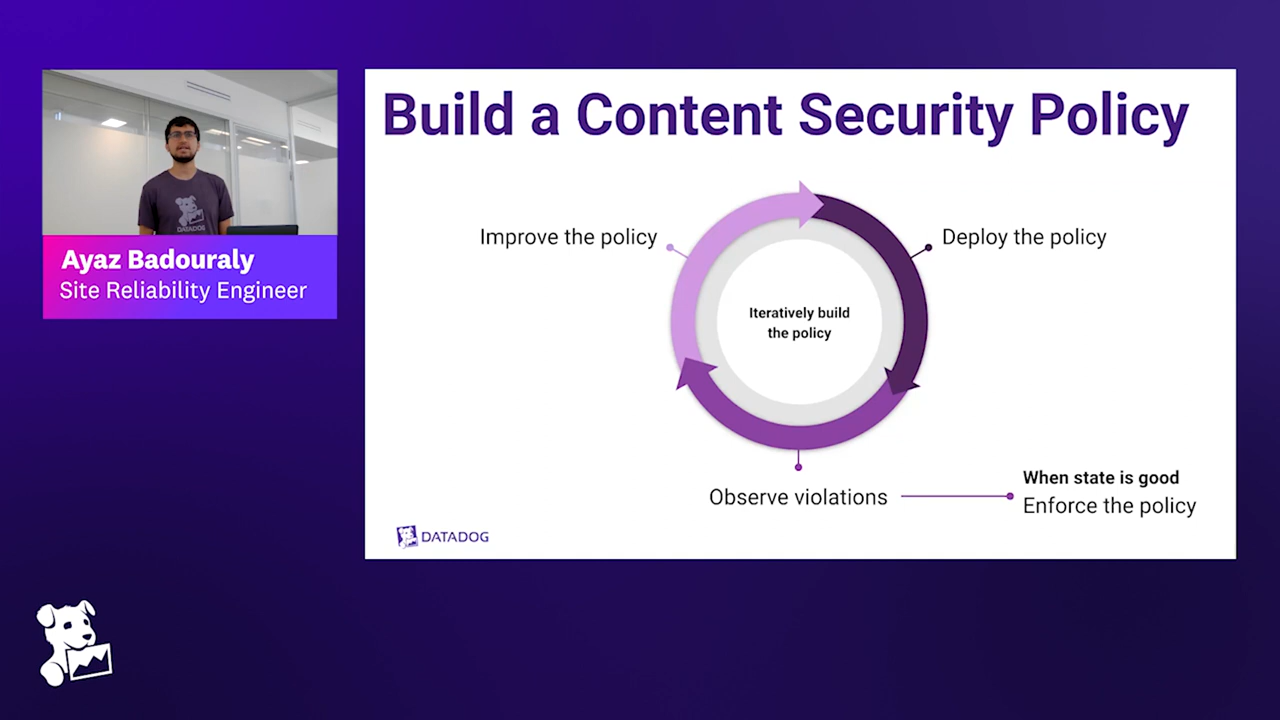 Ayaz Badouraly
Site Reliability Engineer
DATADOG
Build a Content Security Policy
Improve the policy
Deploy the policy
Iteratively build
the policy
Observe violations
When state is good
Enforce the policy
DATADOG